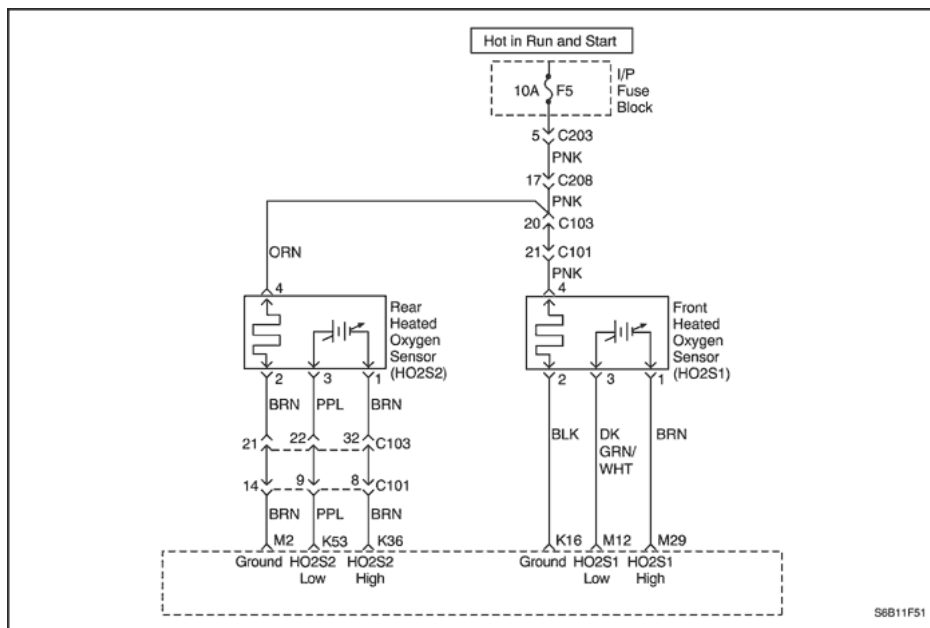 Hot in Run and Start
10A F5
I/P
Fuse
Block
5 C203
PNK
17 C208
PNK
20 C103
21 C101
PNK
ORN
4
4
Rear
Heated
Oxygen
Sensor
(HO2S2)
Front
Heated
Oxygen
Sensor
(HO2S1)
2 3 1
2 3 1
BRN PPL BRN
BLK DK GRN/WHT BRN
21 22 32 C103
14 9 8 C101
BRN PPL BRN
M2 K53 K36
K16 M12 M29
Ground HO2S2 Low HO2S2 High
Ground HO2S1 Low HO2S1 High
S6B11F51